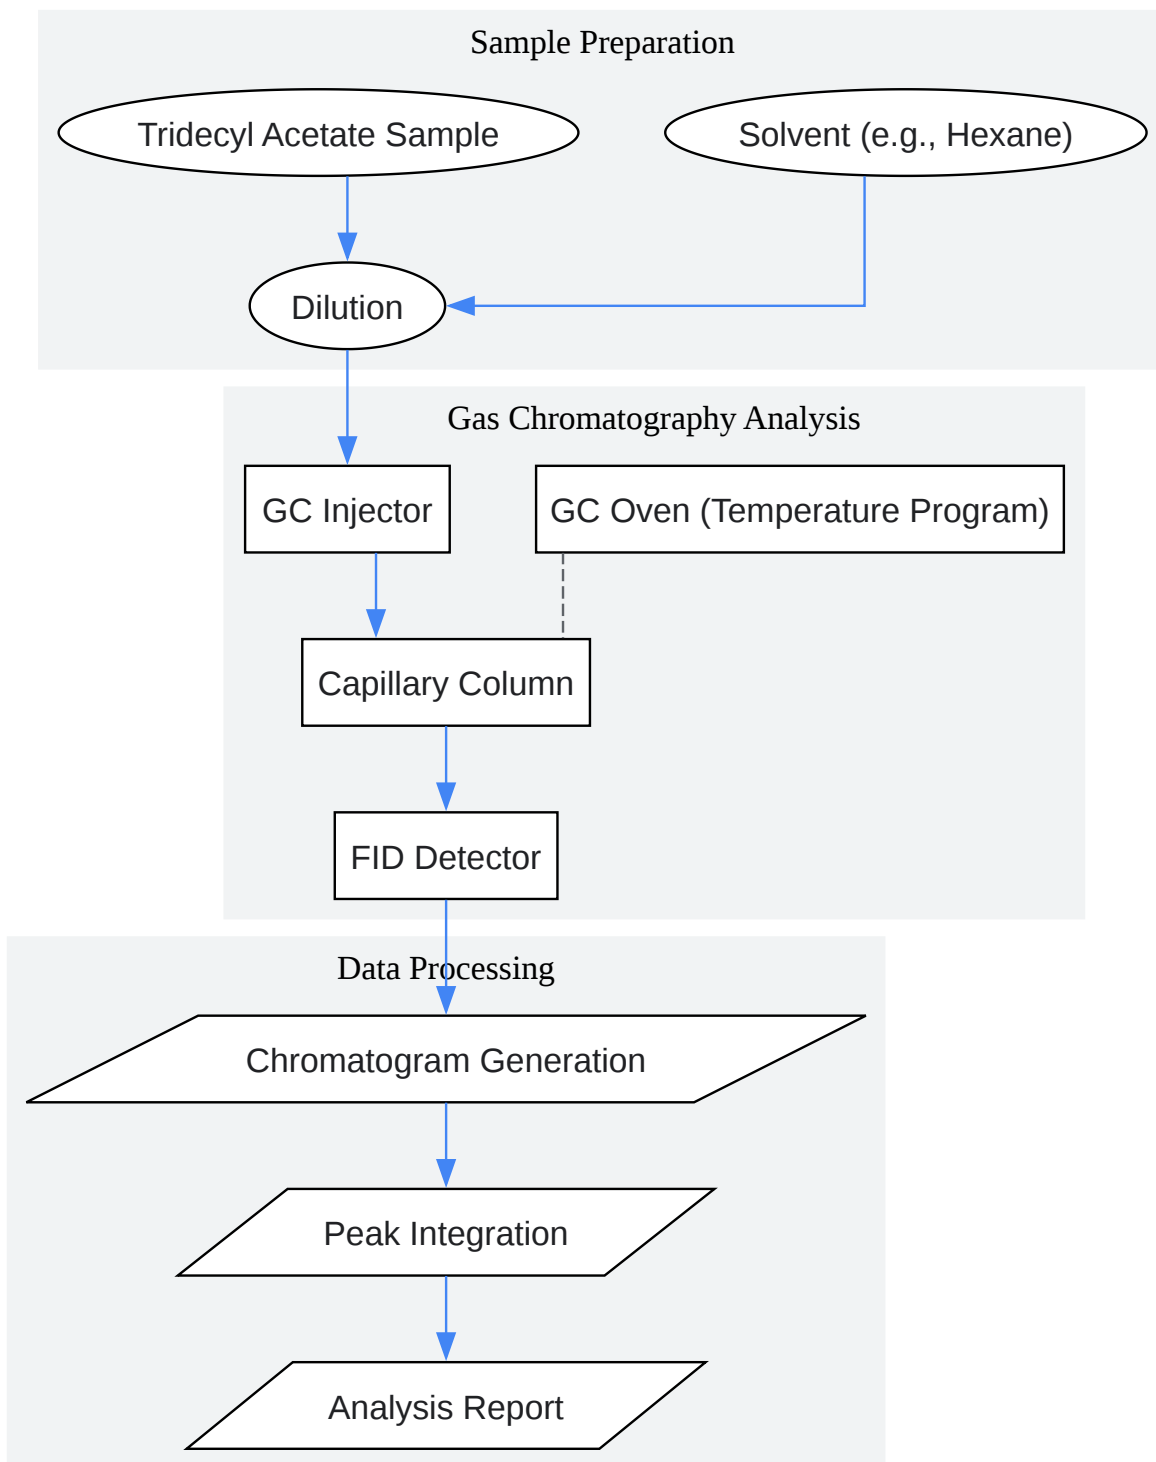 Sample Preparation
Tridecyl Acetate Sample
Solvent (e.g., Hexane)
Dilution
Gas Chromatography Analysis
GC Injector
GC Oven (Temperature Program)
Capillary Column
FID Detector
Data Processing
Chromatogram Generation
Peak Integration
Analysis Report